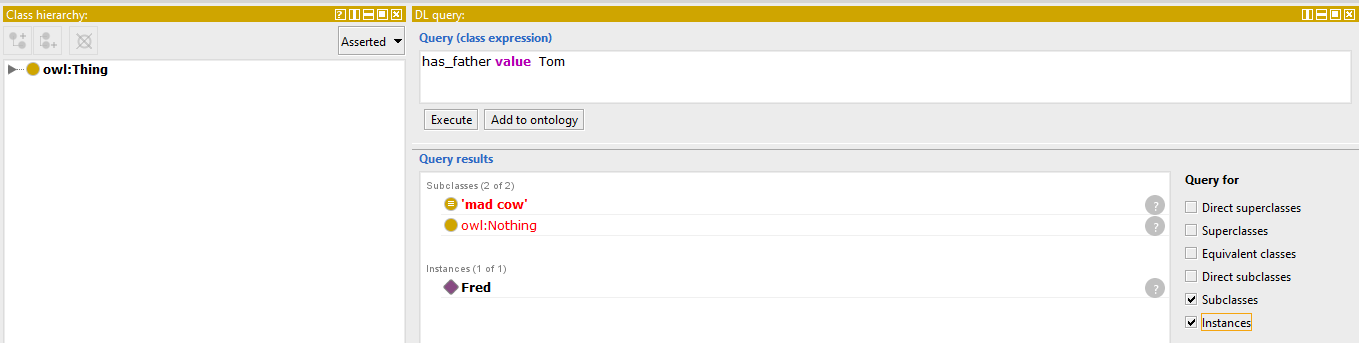 Class hierarchy:
DL query:
Asserted
owl:Thing
Query (class expression)
has_father value Tom
Execute
Add to ontology
Query results
Subclasses (2 of 2)
'mad cow'
?
owl:Nothing
?
Instances (1 of 1)
Fred
?
Query for
Direct superclasses
Superclasses
Equivalent classes
Direct subclasses
Subclasses
Instances